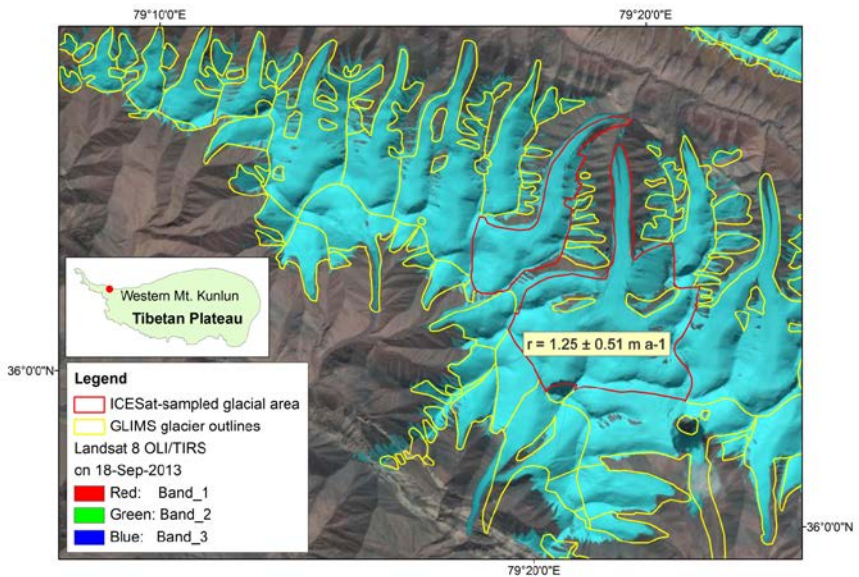 79°10'0"E
79°20'0"E
Western Mt. Kunlun
Tibetan Plateau
r = 1.25 ± 0.51 m a-1
36°0'0"N
Legend
ICESat-sampled glacial area
GLIMS glacier outlines
Landsat 8 OLI/TIRS
on 18-Sep-2013
Red: Band_1
Green: Band_2
Blue: Band_3
36°0'0"N
79°20'0"E